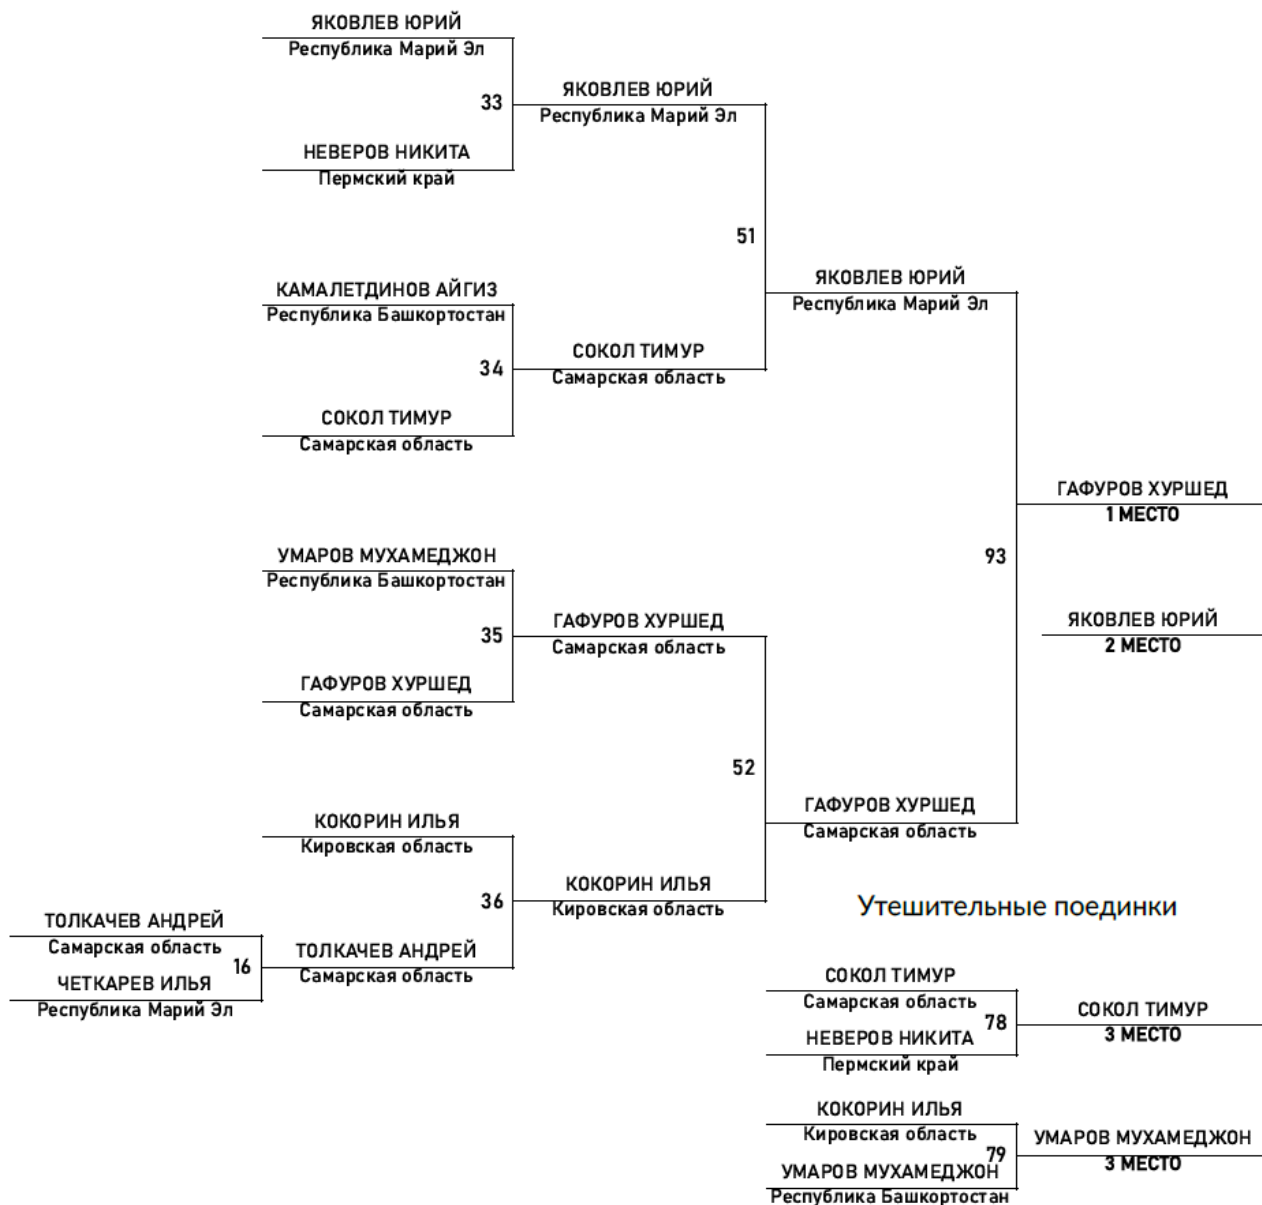 ЯКОВЛЕВ ЮРИЙ
Республика Марий Эл
33
НЕВЕРОВ НИКИТА
Пермский край
ЯКОВЛЕВ ЮРИЙ
Республика Марий Эл
51
КАМАЛЕТДИНОВ АЙГИЗ
Республика Башкортостан
34
СОКОЛ ТИМУР
Самарская область
СОКОЛ ТИМУР
Самарская область
ЯКОВЛЕВ ЮРИЙ
Республика Марий Эл
93
ГАФУРОВ ХУРШЕД
1 МЕСТО
ЯКОВЛЕВ ЮРИЙ
2 МЕСТО
УМАРОВ МУХАМЕДЖОН
Республика Башкортостан
35
ГАФУРОВ ХУРШЕД
Самарская область
ГАФУРОВ ХУРШЕД
Самарская область
52
ГАФУРОВ ХУРШЕД
Самарская область
КОКОРИН ИЛЬЯ
Кировская область
36
КОКОРИН ИЛЬЯ
Кировская область
ТОЛКАЧЕВ АНДРЕЙ
Самарская область
16
ЧЕТКАРЕВ ИЛЬЯ
Республика Марий Эл
ТОЛКАЧЕВ АНДРЕЙ
Самарская область
Утешительные поединки
СОКОЛ ТИМУР
Самарская область
78
НЕВЕРОВ НИКИТА
Пермский край
СОКОЛ ТИМУР
3 МЕСТО
КОКОРИН ИЛЬЯ
Кировская область
79
УМАРОВ МУХАМЕДЖОН
Республика Башкортостан
УМАРОВ МУХАМЕДЖОН
3 МЕСТО